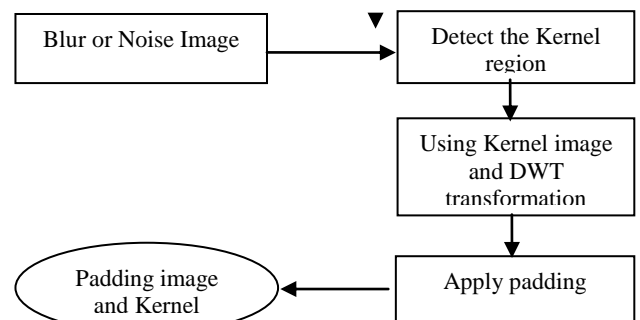 Blur or Noise Image
Detect the Kernel
region
Using Kernel image
and DWT
transformation
Apply padding
Padding image
and Kernel